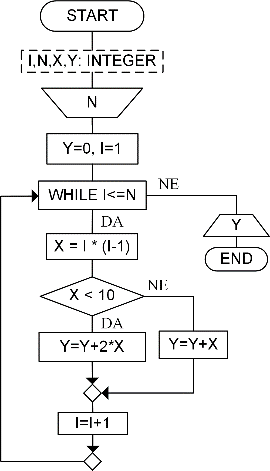 START
I,N,X,Y: INTEGER
N
Y=0, I=1
WHILE I<=N
NE
DA
Y
X = I * (I-1)
END
X < 10
NE
DA
Y=Y+2*X
Y=Y+X
I=I+1